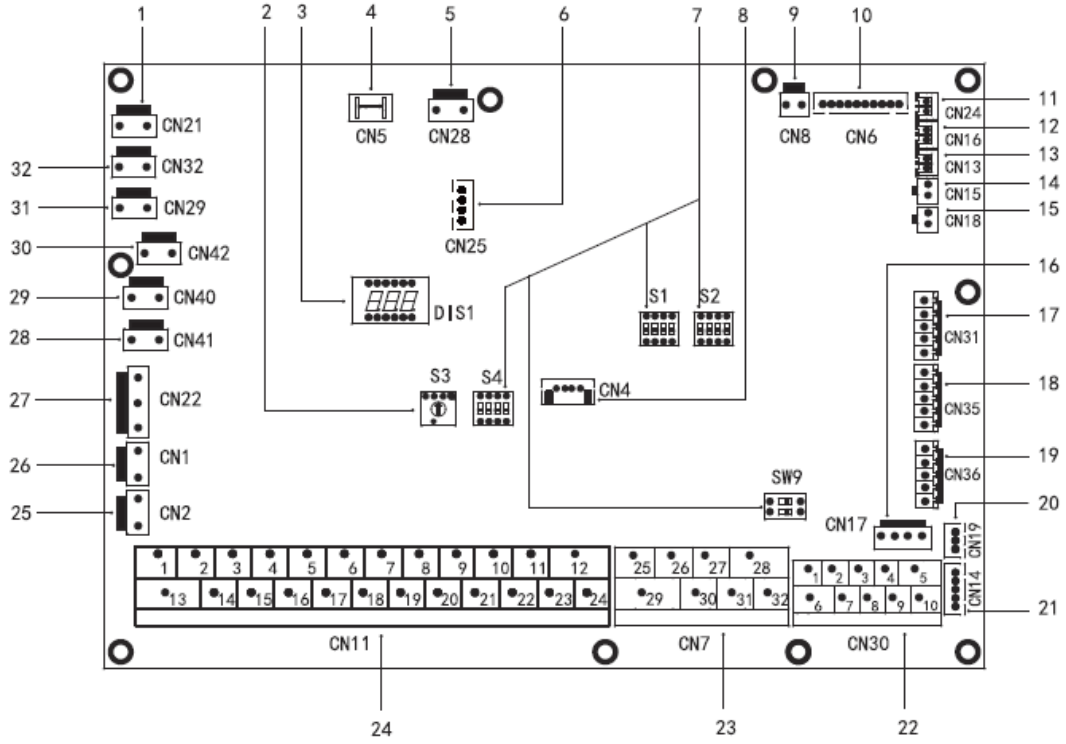 1 2 3 4 5 6 7 8 9 10
CN21 CN5 CN28 CN8 CN6 CN24 11
CN16 12
32 CN32 CN13 13
31 CN29 CN15 14
CN25 CN18 15
30 CN42 16
29 CN40 3 DIS1 S1 S2 CN31 17
28 CN41
S3 S4 CN4 CN35 18
27 CN22
26 CN1 CN36 19
SW9
25 CN2 CN17 CN19 20
1 2 3 4 5 6 7 8 9 10 11 12 25 26 27 28 1 2 3 4 5 CN14
13 14 15 16 17 18 19 20 21 22 23 24 29 30 31 32 6 7 8 9 10 21
CN11 CN7 CN30
24 23 22